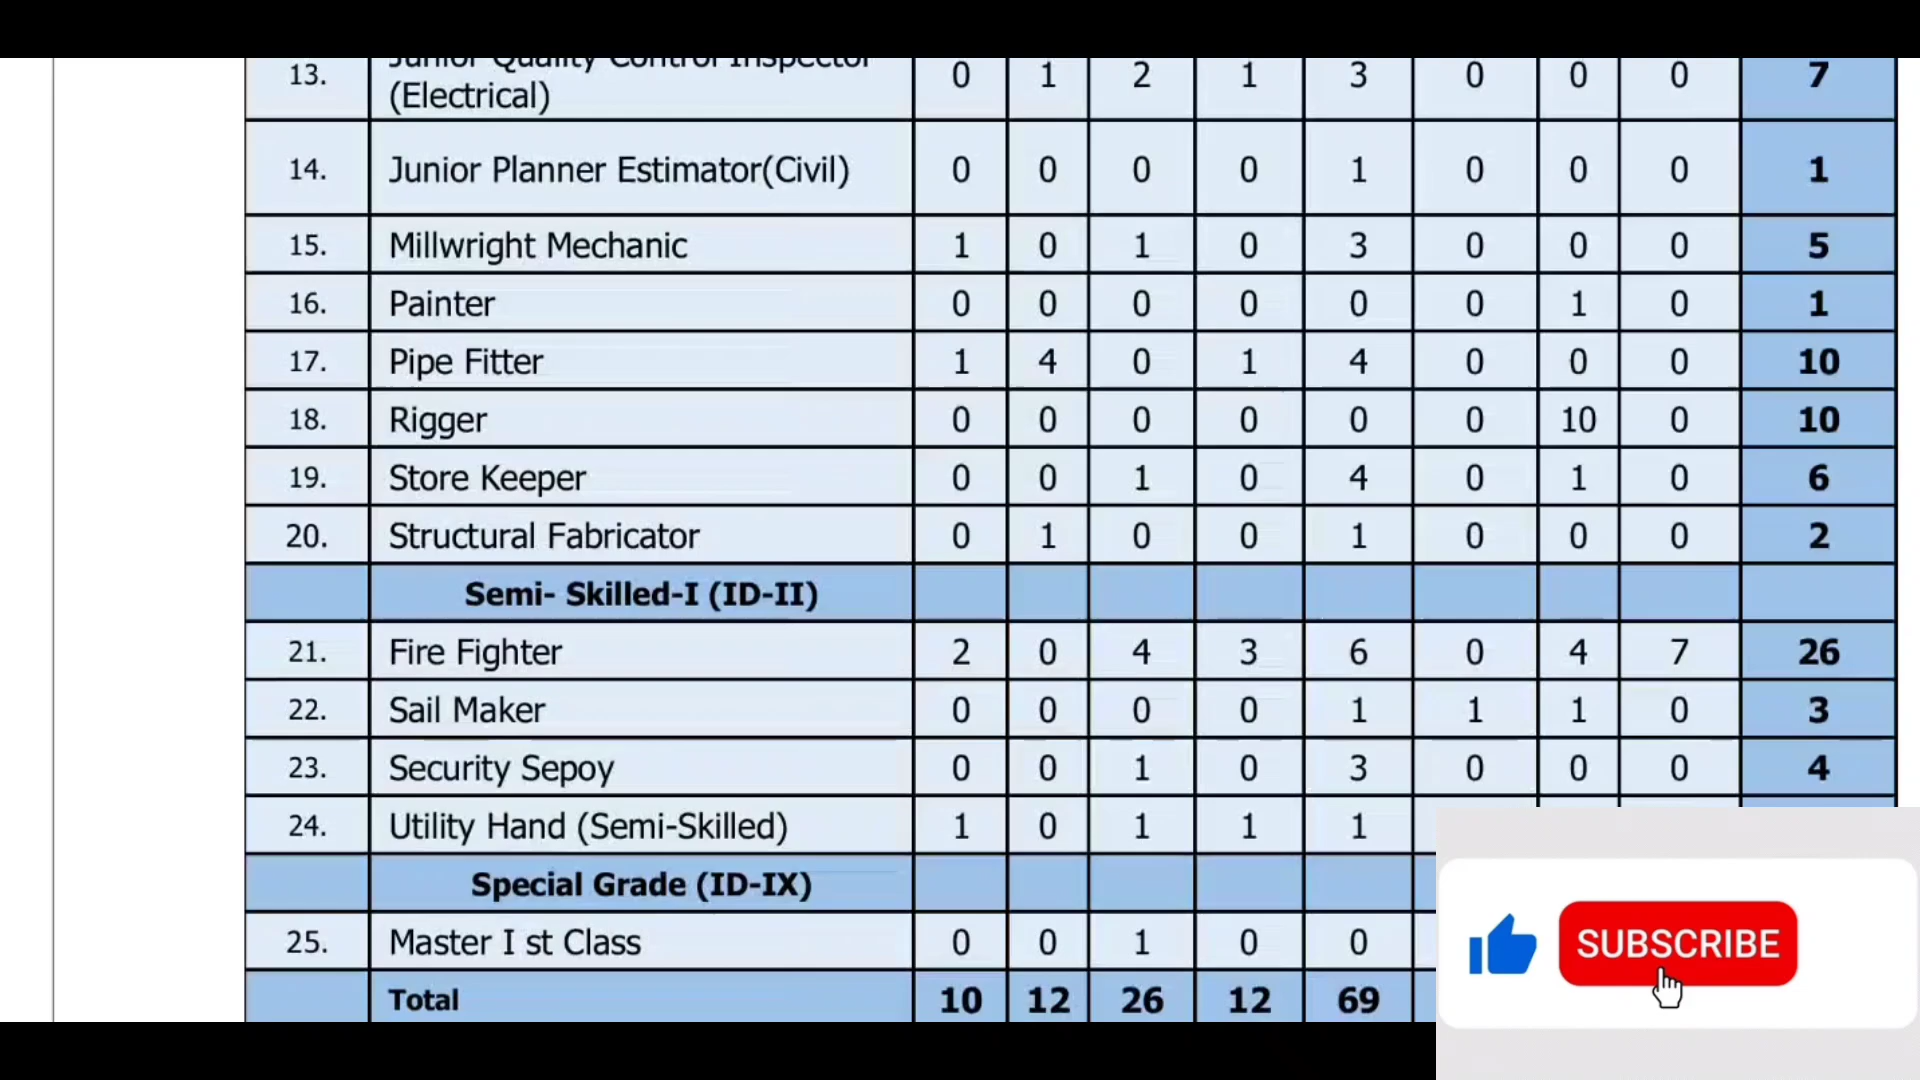 13. Junior Quality Control Inspector (Electrical) 0 1 2 1 3 0 0 0 7
14. Junior Planner Estimator(Civil) 0 0 0 0 1 0 0 0 1
15. Millwright Mechanic 1 0 1 0 3 0 0 0 5
16. Painter 0 0 0 0 0 0 1 0 1
17. Pipe Fitter 1 4 0 1 4 0 0 0 10
18. Rigger 0 0 0 0 0 0 10 0 10
19. Store Keeper 0 0 1 0 4 0 1 0 6
20. Structural Fabricator 0 1 0 0 1 0 0 0 2
Semi- Skilled-I (ID-II)
21. Fire Fighter 2 0 4 3 6 0 4 7 26
22. Sail Maker 0 0 0 0 1 1 1 0 3
23. Security Sepoy 0 0 1 0 3 0 0 0 4
24. Utility Hand (Semi-Skilled) 1 0 1 1 1
Special Grade (ID-IX)
25. Master I st Class 0 0 1 0 0
Total 10 12 26 12 69
SUBSCRIBE